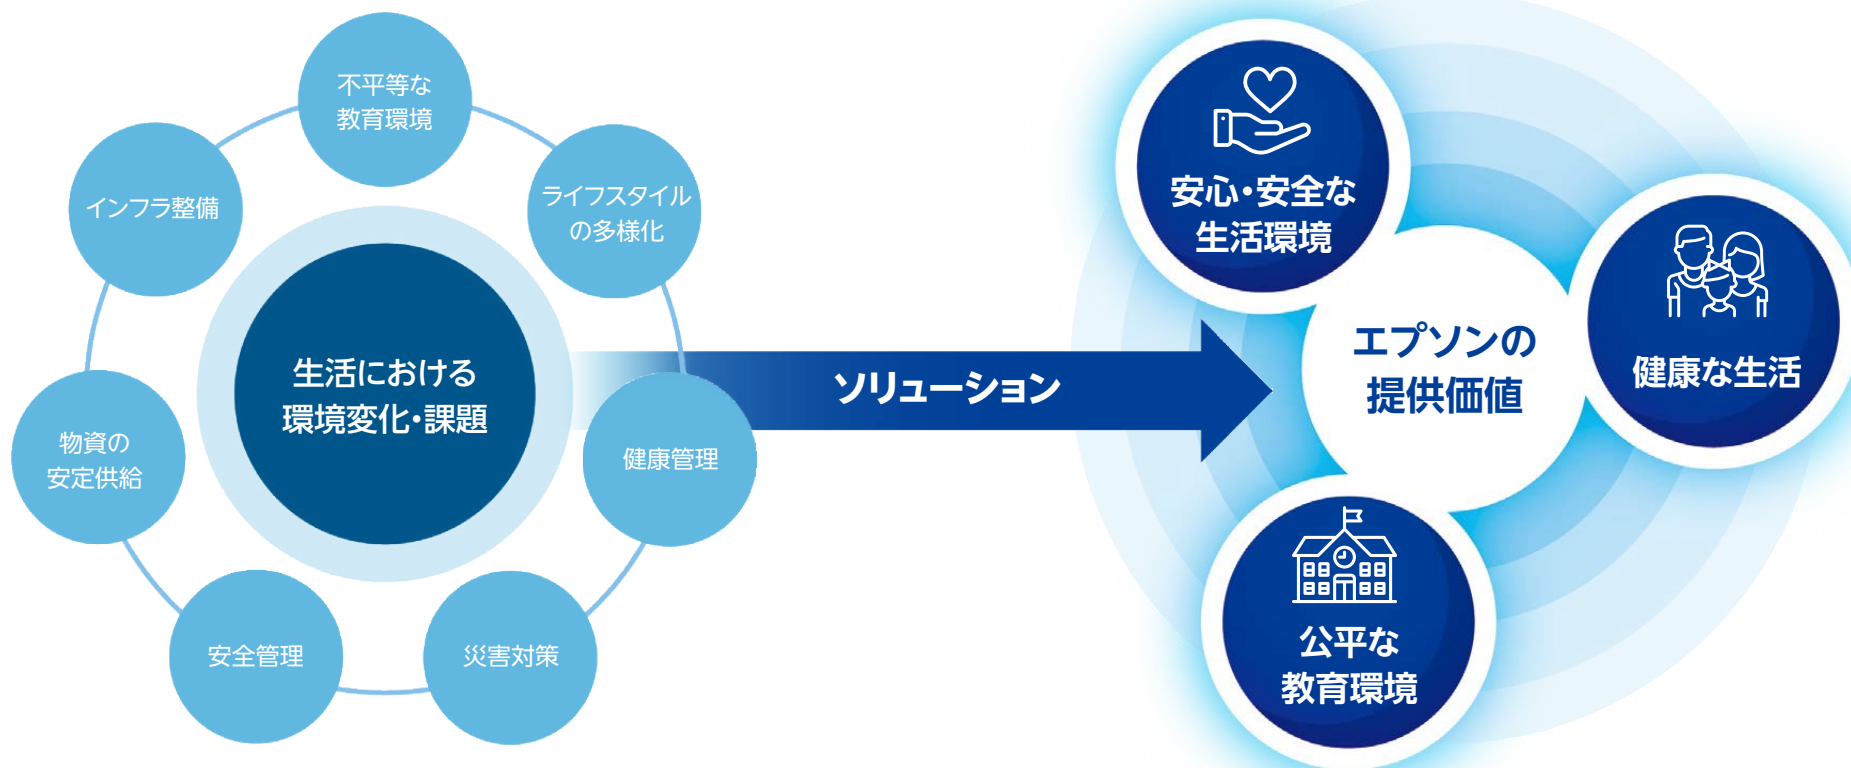 不平等な
教育環境
ライフスタイル
の多様化
インフラ整備
生活における
環境変化・課題
物資の
安定供給
健康管理
安全管理
災害対策
ソリューション
安心・安全な
生活環境
エプソンの
提供価値
健康な生活
公平な
教育環境